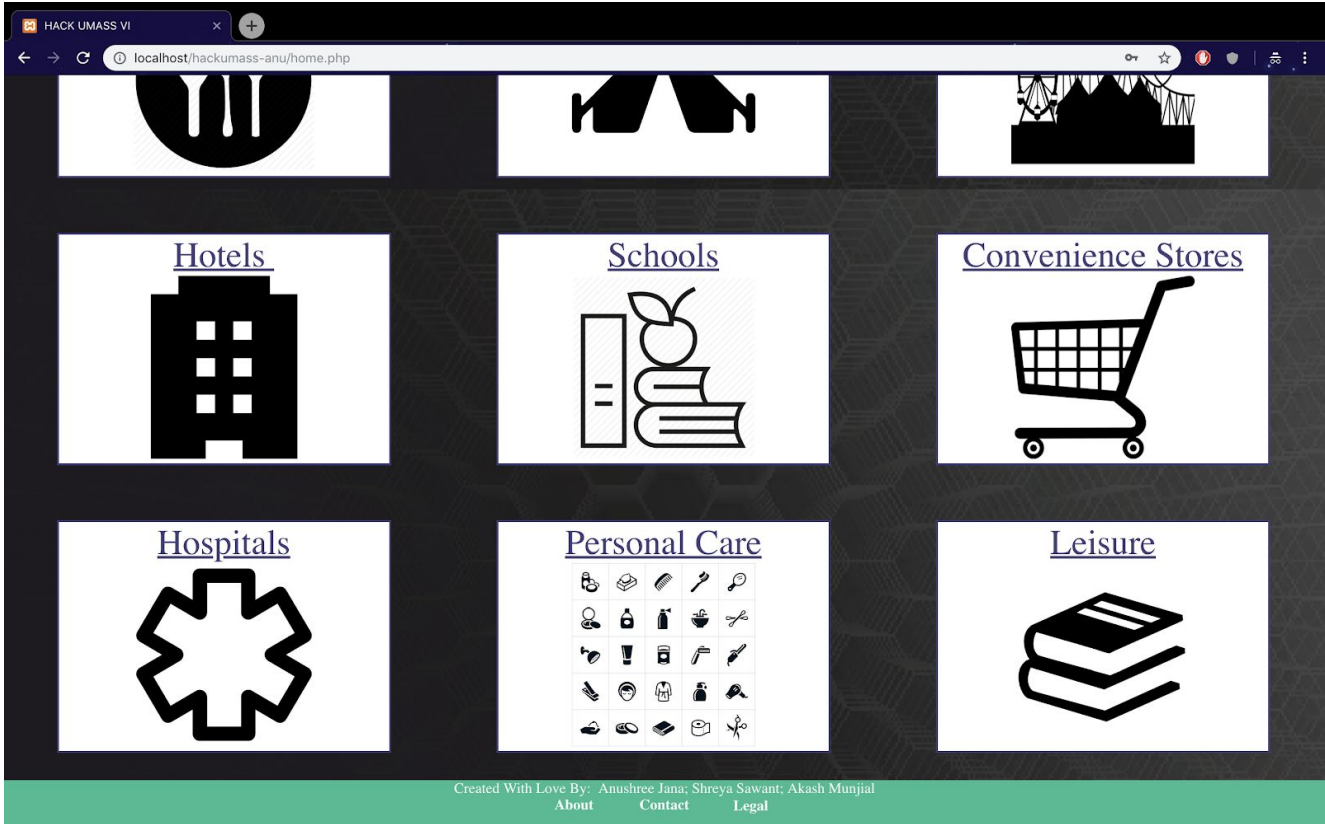 HACK UMASS VI
localhost/hackumass-anu/home.php
Hotels
Schools
Convenience Stores
Hospitals
Personal Care
Leisure
Created With Love By: Anushree Jana; Shreya Sawant; Akash Munjial
About Contact Legal